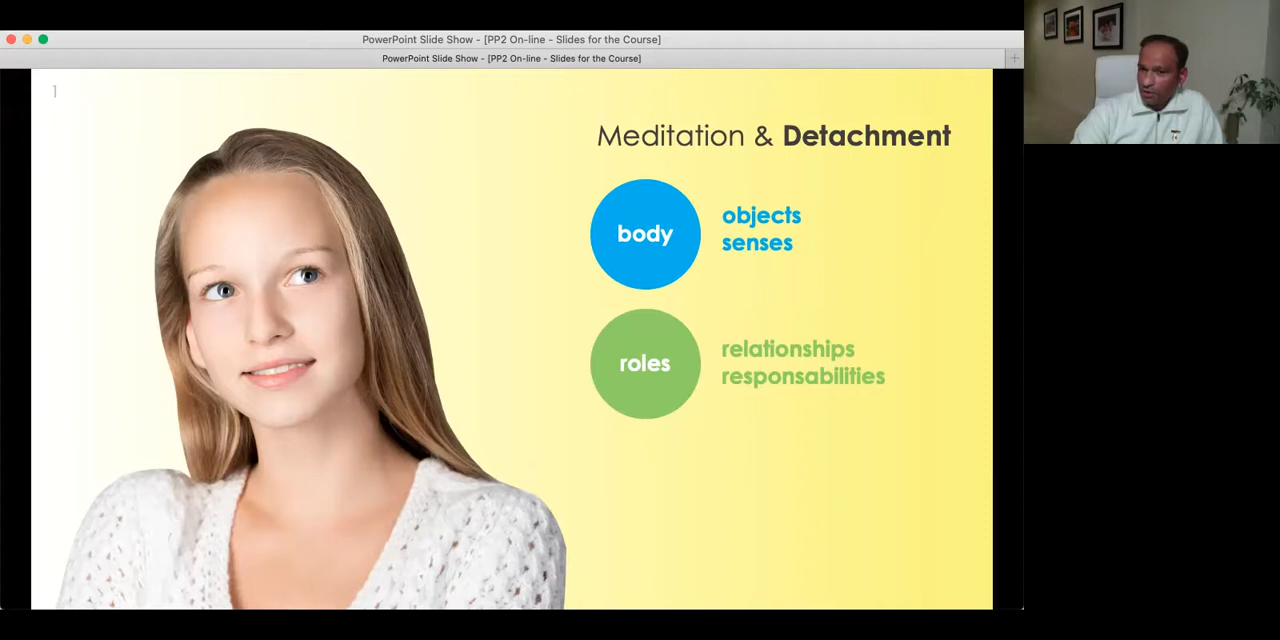 PowerPoint Slide Show - [PP2 On-line - Slides for the Course]
PowerPoint Slide Show - [PP2 On-line - Slides for the Course]
1
Meditation & Detachment
body
objects
senses
roles
relationships
responsabilities